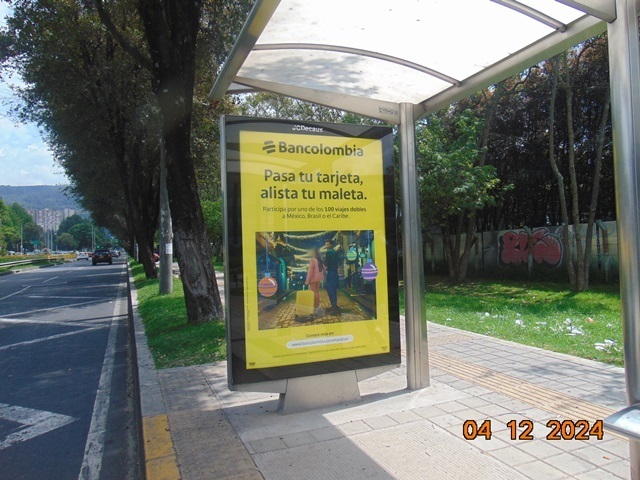 JCDecaux
Bancolombia
Pasa tu tarjeta,
alista tu maleta.
Participa por uno de los 100 viajes dobles
a México, Brasil o el Caribe.
04 12 2024